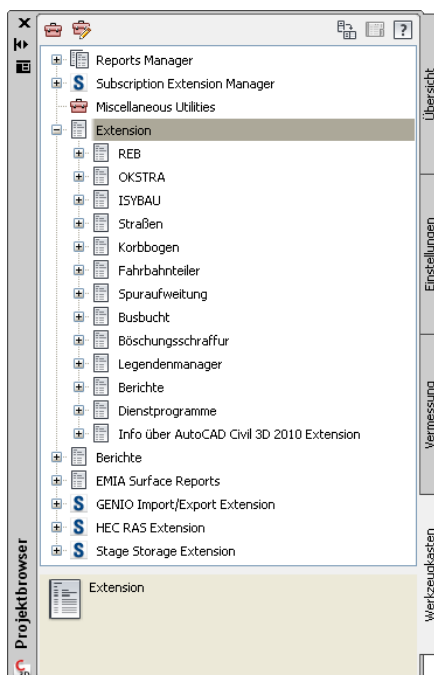 Reports Manager
Subscription Extension Manager
Miscellaneous Utilities
Extension
REB
OKSTRA
ISYBAU
Straßen
Korbbogen
Fahrbahnteiler
Spuraufweitung
Busbucht
Böschungsschraffur
Legendenmanager
Berichte
Dienstprogramme
Info über AutoCAD Civil 3D 2010 Extension
Berichte
EMIA Surface Reports
GENIO Import/Export Extension
HEC RAS Extension
Stage Storage Extension
Extension
Projektbrowser
Übersicht
Einstellungen
Vermessung
Werkzeugkasten